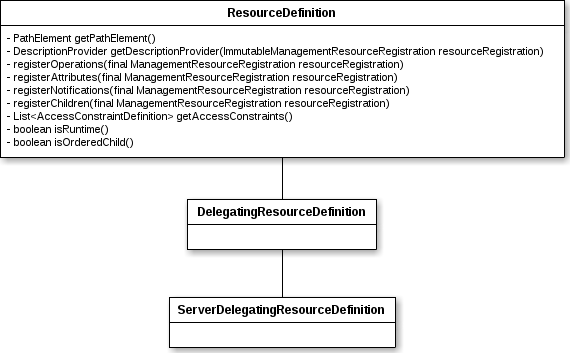 ResourceDefinition
- PathElement getPathElement()
- DescriptionProvider getDescriptionProvider(ImmutableManagementResourceRegistration resourceRegistration)
- registerOperations(final ManagementResourceRegistration resourceRegistration)
- registerAttributes(final ManagementResourceRegistration resourceRegistration)
- registerNotifications(final ManagementResourceRegistration resourceRegistration)
- registerChildren(final ManagementResourceRegistration resourceRegistration)
- List<AccessConstraintDefinition> getAccessConstraints()
- boolean isRuntime()
- boolean isOrderedChild()
DelegatingResourceDefinition
ServerDelegatingResourceDefinition